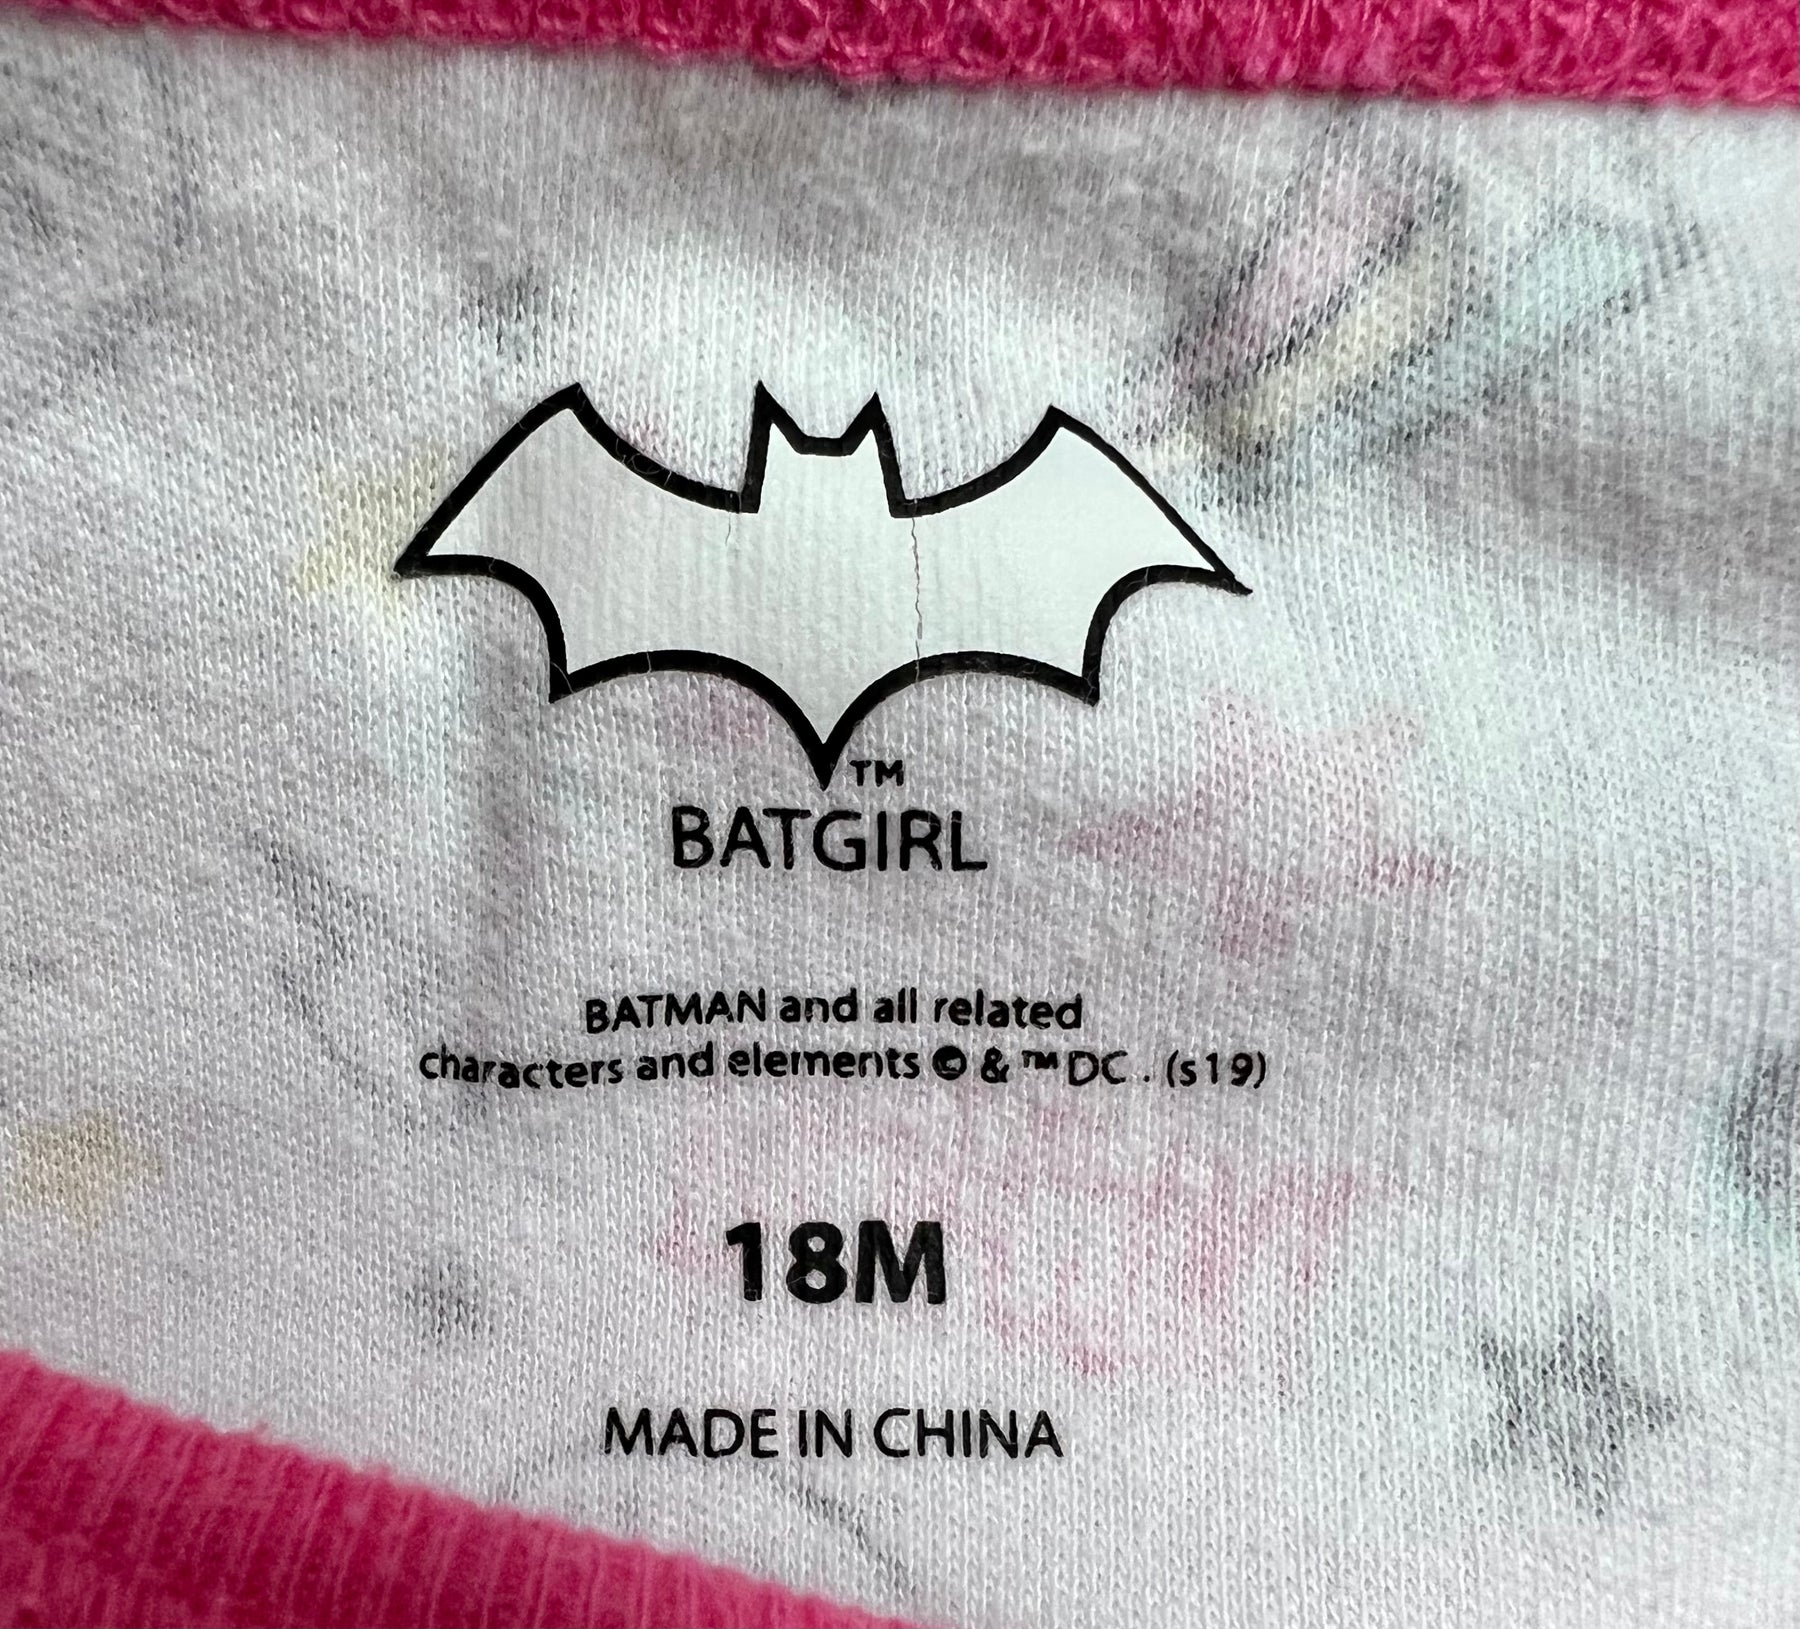 TM
BATGIRL
BATMAN and all related
characters and elements © & ™ DC . (s19)
18M
MADE IN CHINA